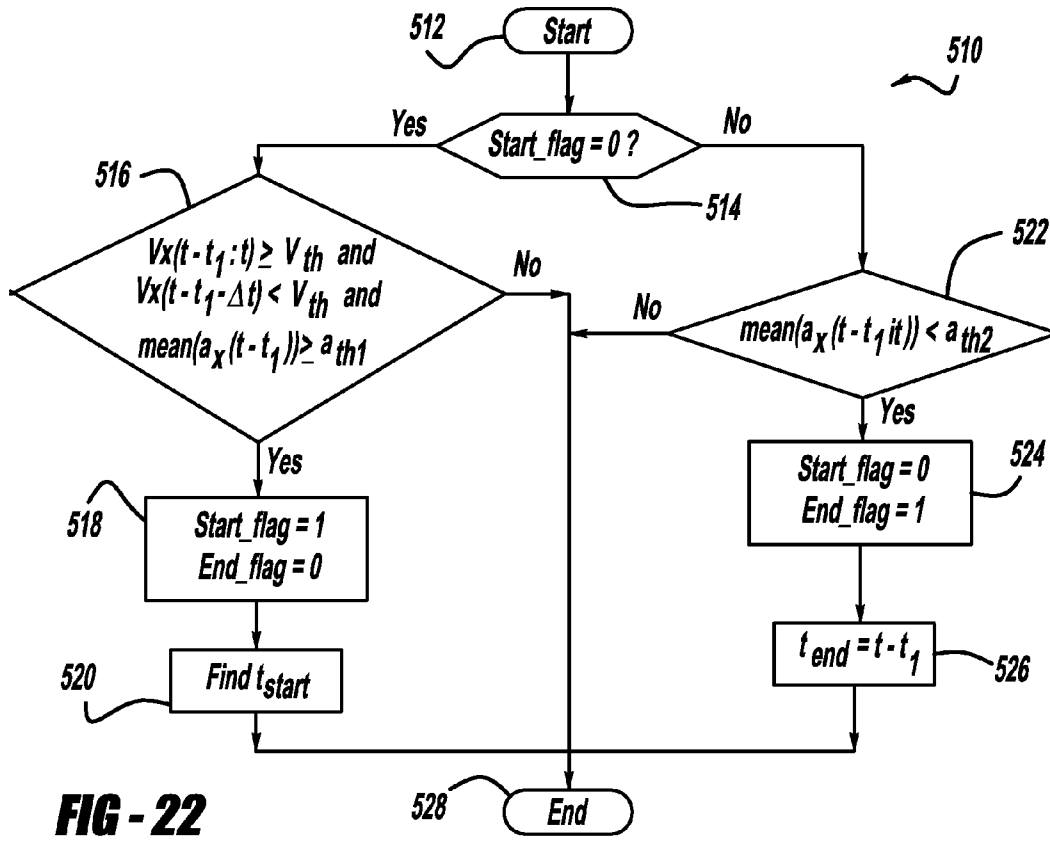 512
Start
510
Yes
Start_flag = 0 ?
No
514
516
Vx(t - t1 : t) ≥ Vth and
Vx(t - t1 - Δt) < Vth and
mean(ax (t - t1)) ≥ ath1
No
522
No
mean(ax (t - t1 it)) < ath2
Yes
Yes
518
Start_flag = 1
End_flag = 0
Start_flag = 0
End_flag = 1
524
520
Find tstart
tend = t - t1
526
528
End
FIG - 22